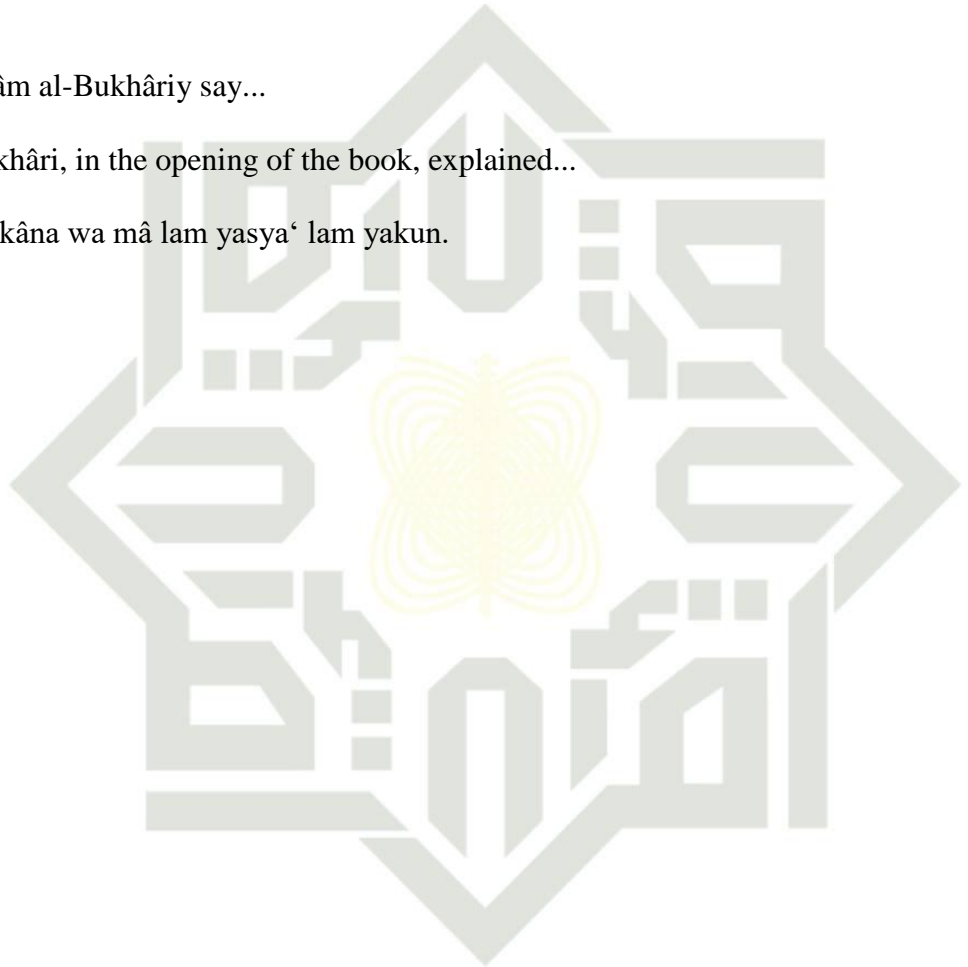 âm al-Bukhâriy say...
khâri, in the opening of the book, explained...
kâna wa mâ lam yasya‘ lam yakun.